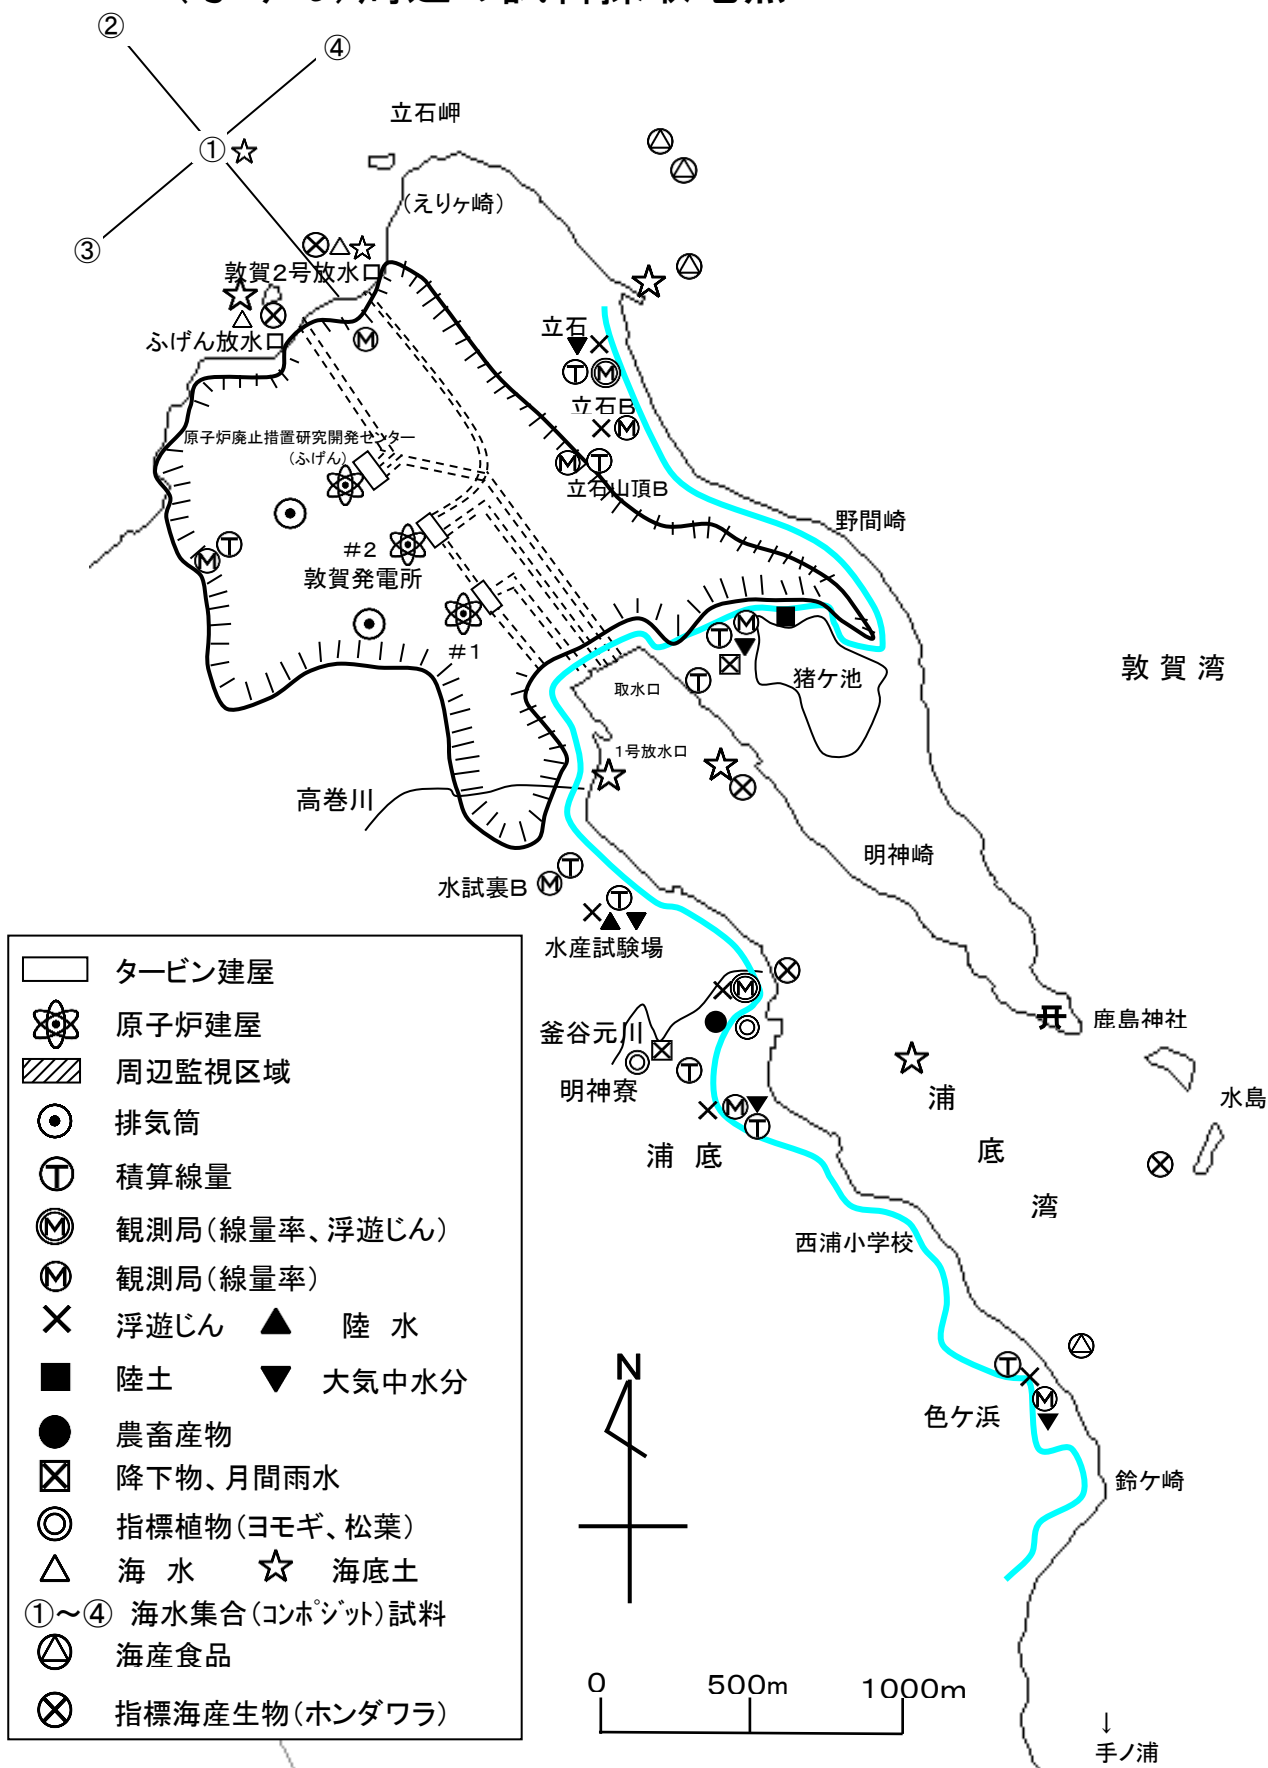 ②
④
立石岬
①
(えりヶ崎)
③
敦賀2号放水口
ふげん放水口
立石
立石B
原子炉廃止措置研究開発センター
(ふげん)
立石山頂B
野間崎
#2
敦賀発電所
#1
敦賀湾
猪ケ池
取水口
1号放水口
高巻川
明神崎
水試裏B
水産試験場
釜谷元川
鹿島神社
明神寮
浦底
水島
浦底湾
西浦小学校
色ケ浜
鈴ケ崎
タービン建屋
原子炉建屋
周辺監視区域
排気筒
積算線量
観測局(線量率、浮遊じん)
観測局(線量率)
浮遊じん 陸 水
陸土 大気中水分
農畜産物
降下物、月間雨水
指標植物(ヨモギ、松葉)
海 水 海底土
①～④ 海水集合(コンポジット)試料
海産食品
指標海産生物(ホンダワラ)
N
0 500m 1000m
↓
手ノ浦